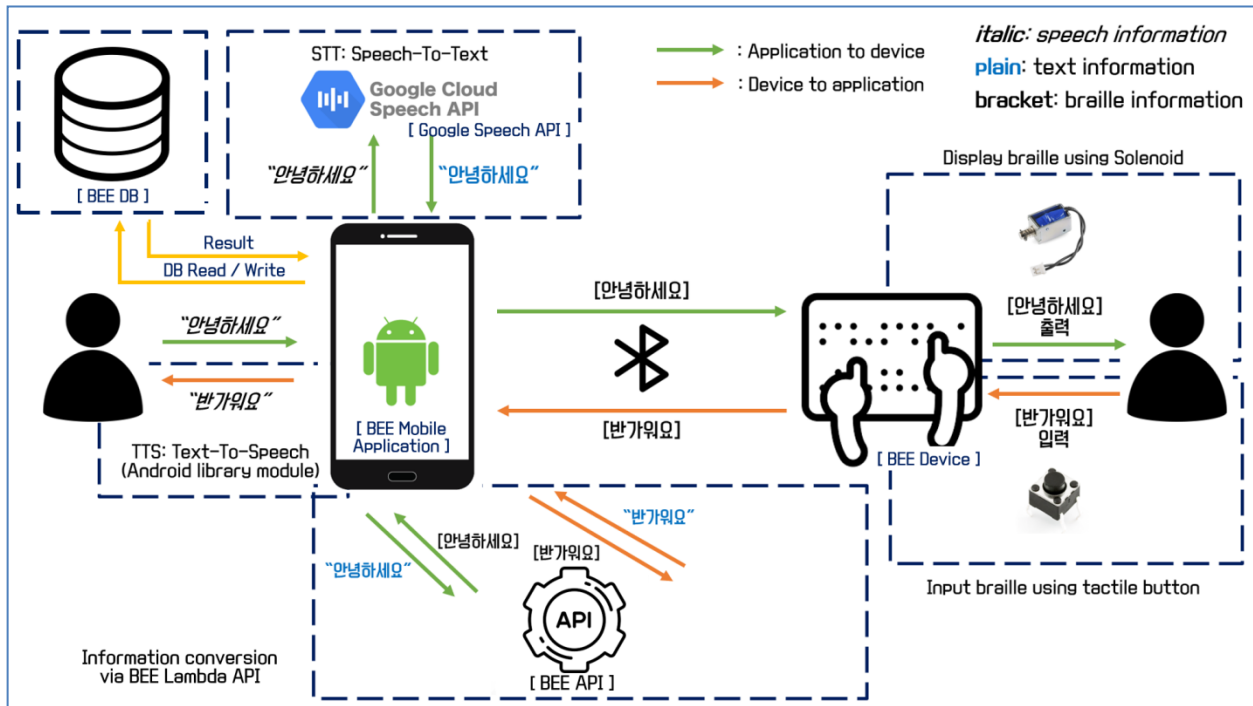 STT: Speech-To-Text
Google Cloud
Speech API
[ Google Speech API ]
“안녕하세요”
“안녕하세요”
: Application to device
: Device to application
italic: speech information
plain: text information
bracket: braille information
[ BEE DB ]
Result
DB Read / Write
“안녕하세요”
“반가워요”
TTS: Text-To-Speech
(Android library module)
[ BEE Mobile
Application ]
[안녕하세요]
[반가워요]
Display braille using Solenoid
[안녕하세요]
출력
[반가워요]
입력
[ BEE Device ]
Input braille using tactile button
“안녕하세요”
[안녕하세요]
[반가워요]
“반가워요”
API
[ BEE API ]
Information conversion
via BEE Lambda API